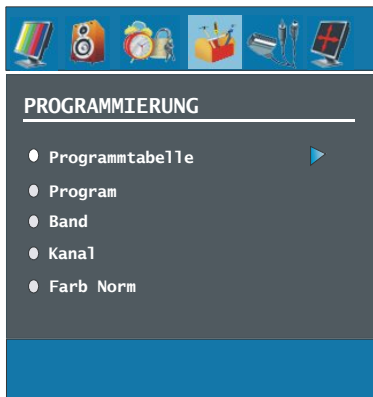 PROGRAMMIERUNG
Programmtabelle
Program
Band
Kanal
Farb Norm